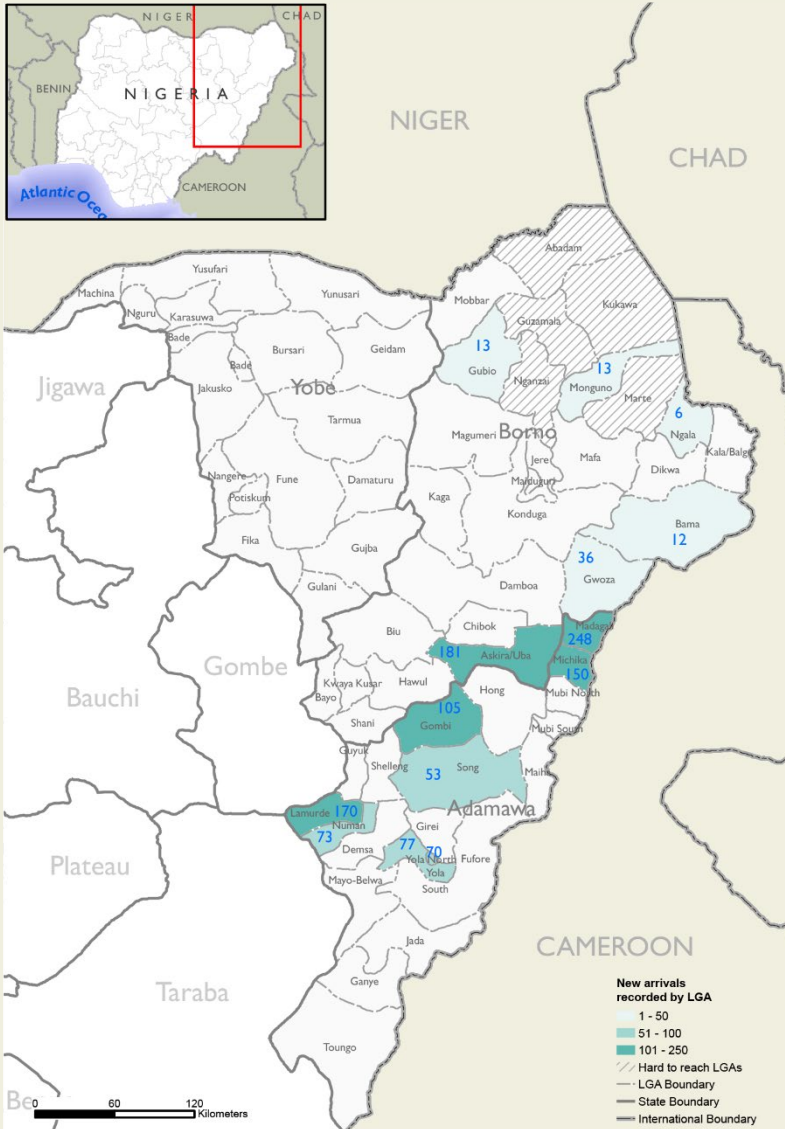 NIGER
CHAD
BENIN
NIGERIA
CAMEROON
Atlantic Ocea
NIGER
CHAD
Abadam
Yusufari
Machina
Yunusari
Mobbar
Kukawa
Nguru
Karasuwa
Guzamala
Bade
Bursari
Geidam
13
Gubio
13
Jigawa
Bade
Nganzai
Monguno
Jakusko
Yobe
Marte
6
Tarmua
Magumeri
Borno
Ngala
Jere
Mafa
Kala/Balge
Nangere
Fune
Damaturu
Maiduguri
Dikwa
Potiskum
Kaga
Konduga
Bama
12
Fika
Gujba
36
Gwoza
Gulani
Damboa
Chibok
Madagali
248
Biu
181
Askira/Uba
Michika
150
Gombe
Bauchi
Kwaya Kusar
Hawul
Hong
Mubi North
Bayo
105
Shani
Gombi
Mubi South
Guyuk
Shelleng
53
Song
Maiha
Lamurde
170
Adamawa
Numan
73
Girei
Demsa
77
70
Yola North
Fufore
Plateau
Yola
South
Mayo-Belwa
Jada
CAMEROON
Taraba
Ganye
Toungo
New arrivals
recorded by LGA
1 - 50
51 - 100
101 - 250
Hard to reach LGAs
LGA Boundary
State Boundary
International Boundary
0 60 120
Kilometers